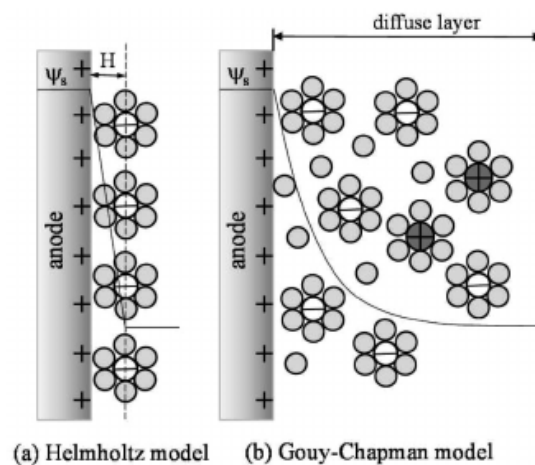 diffuse layer
H
Ψs
Ψs
anode
anode
(a) Helmholtz model
(b) Gouy-Chapman model